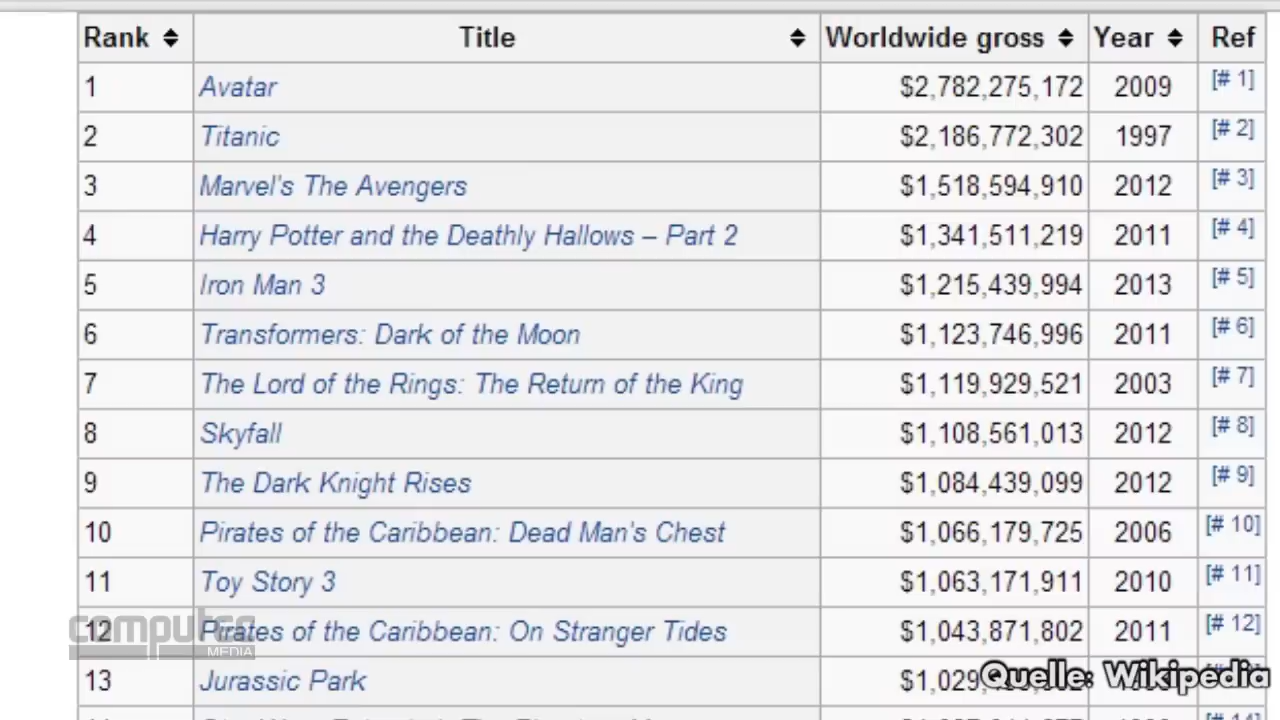 Rank Title Worldwide gross Year Ref
1 Avatar $2,782,275,172 2009 [# 1]
2 Titanic $2,186,772,302 1997 [# 2]
3 Marvel's The Avengers $1,518,594,910 2012 [# 3]
4 Harry Potter and the Deathly Hallows – Part 2 $1,341,511,219 2011 [# 4]
5 Iron Man 3 $1,215,439,994 2013 [# 5]
6 Transformers: Dark of the Moon $1,123,746,996 2011 [# 6]
7 The Lord of the Rings: The Return of the King $1,119,929,521 2003 [# 7]
8 Skyfall $1,108,561,013 2012 [# 8]
9 The Dark Knight Rises $1,084,439,099 2012 [# 9]
10 Pirates of the Caribbean: Dead Man's Chest $1,066,179,725 2006 [# 10]
11 Toy Story 3 $1,063,171,911 2010 [# 11]
12 Pirates of the Caribbean: On Stranger Tides $1,043,871,802 2011 [# 12]
computer
MEDIA
13 Jurassic Park
Quelle: Wikipedia